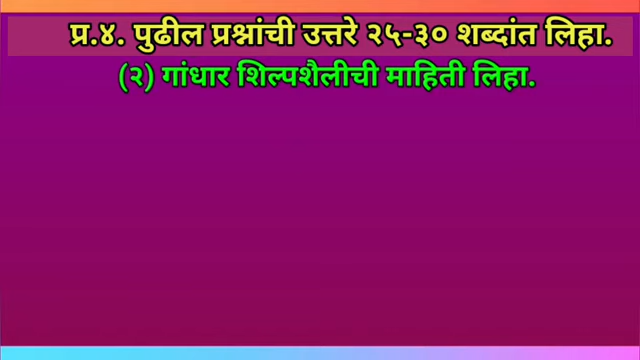 प्र.४. पुढील प्रश्नांची उत्तरे २५-३० शब्दांत लिहा.
(२) गांधार शिल्पशैलीची माहिती लिहा.